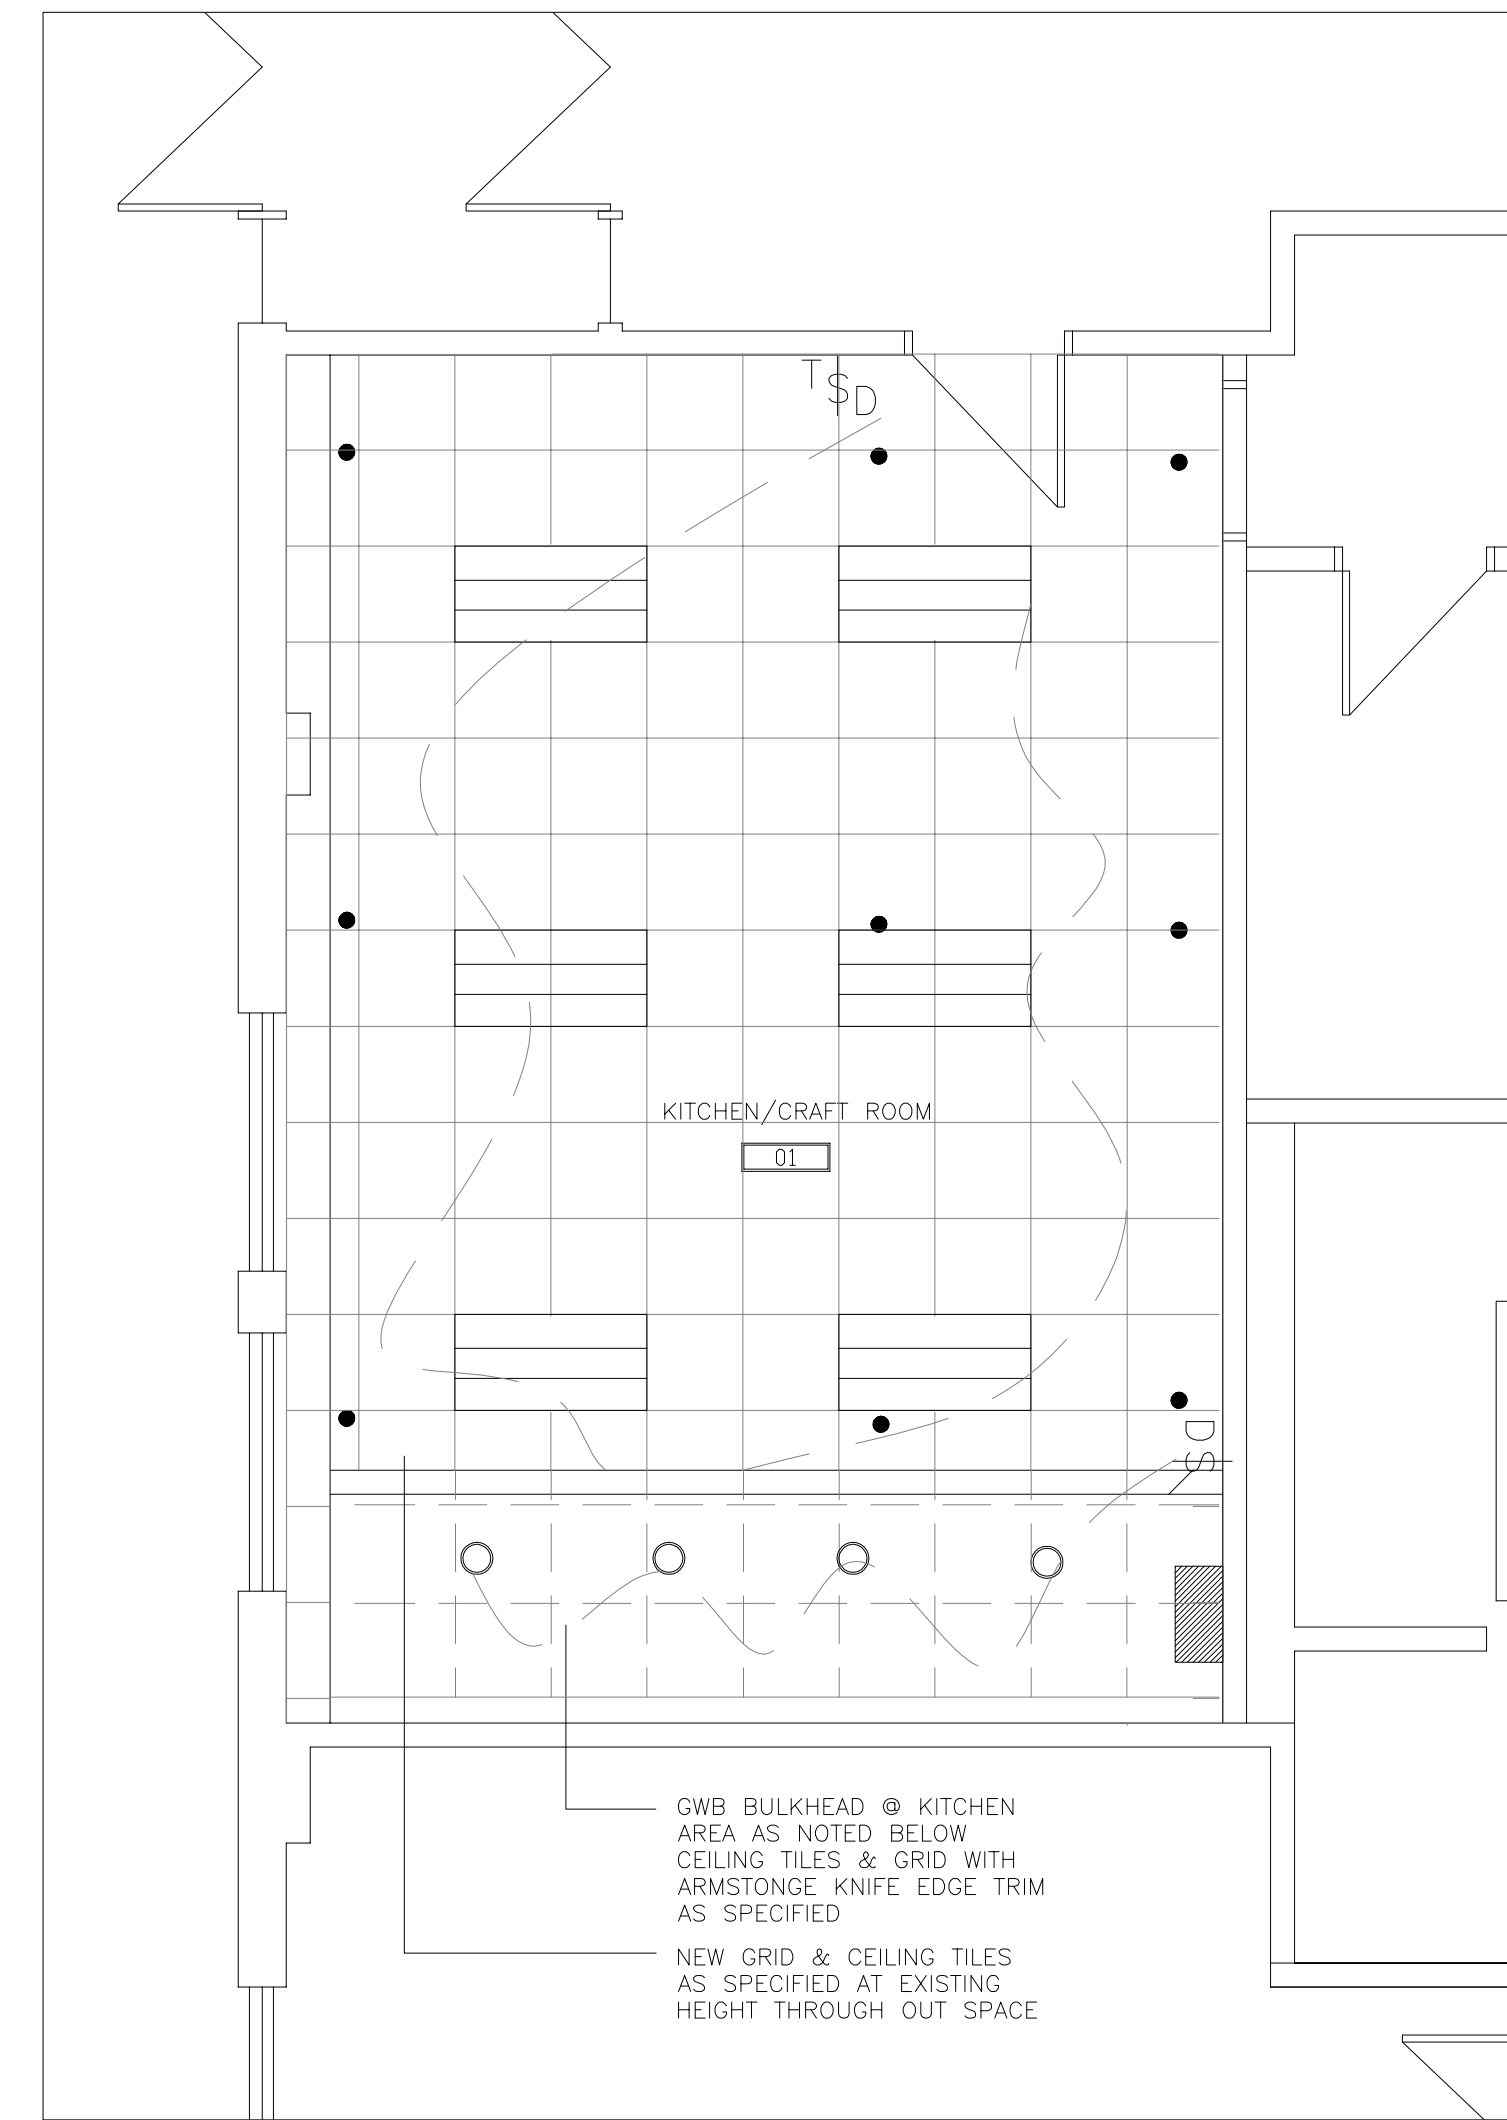 T
S
D
KITCHEN/CRAFT ROOM
01
DS
GWB BULKHEAD @ KITCHEN
AREA AS NOTED BELOW
CEILING TILES & GRID WITH
ARMSTONGE KNIFE EDGE TRIM
AS SPECIFIED
NEW GRID & CEILING TILES
AS SPECIFIED AT EXISTING
HEIGHT THROUGH OUT SPACE